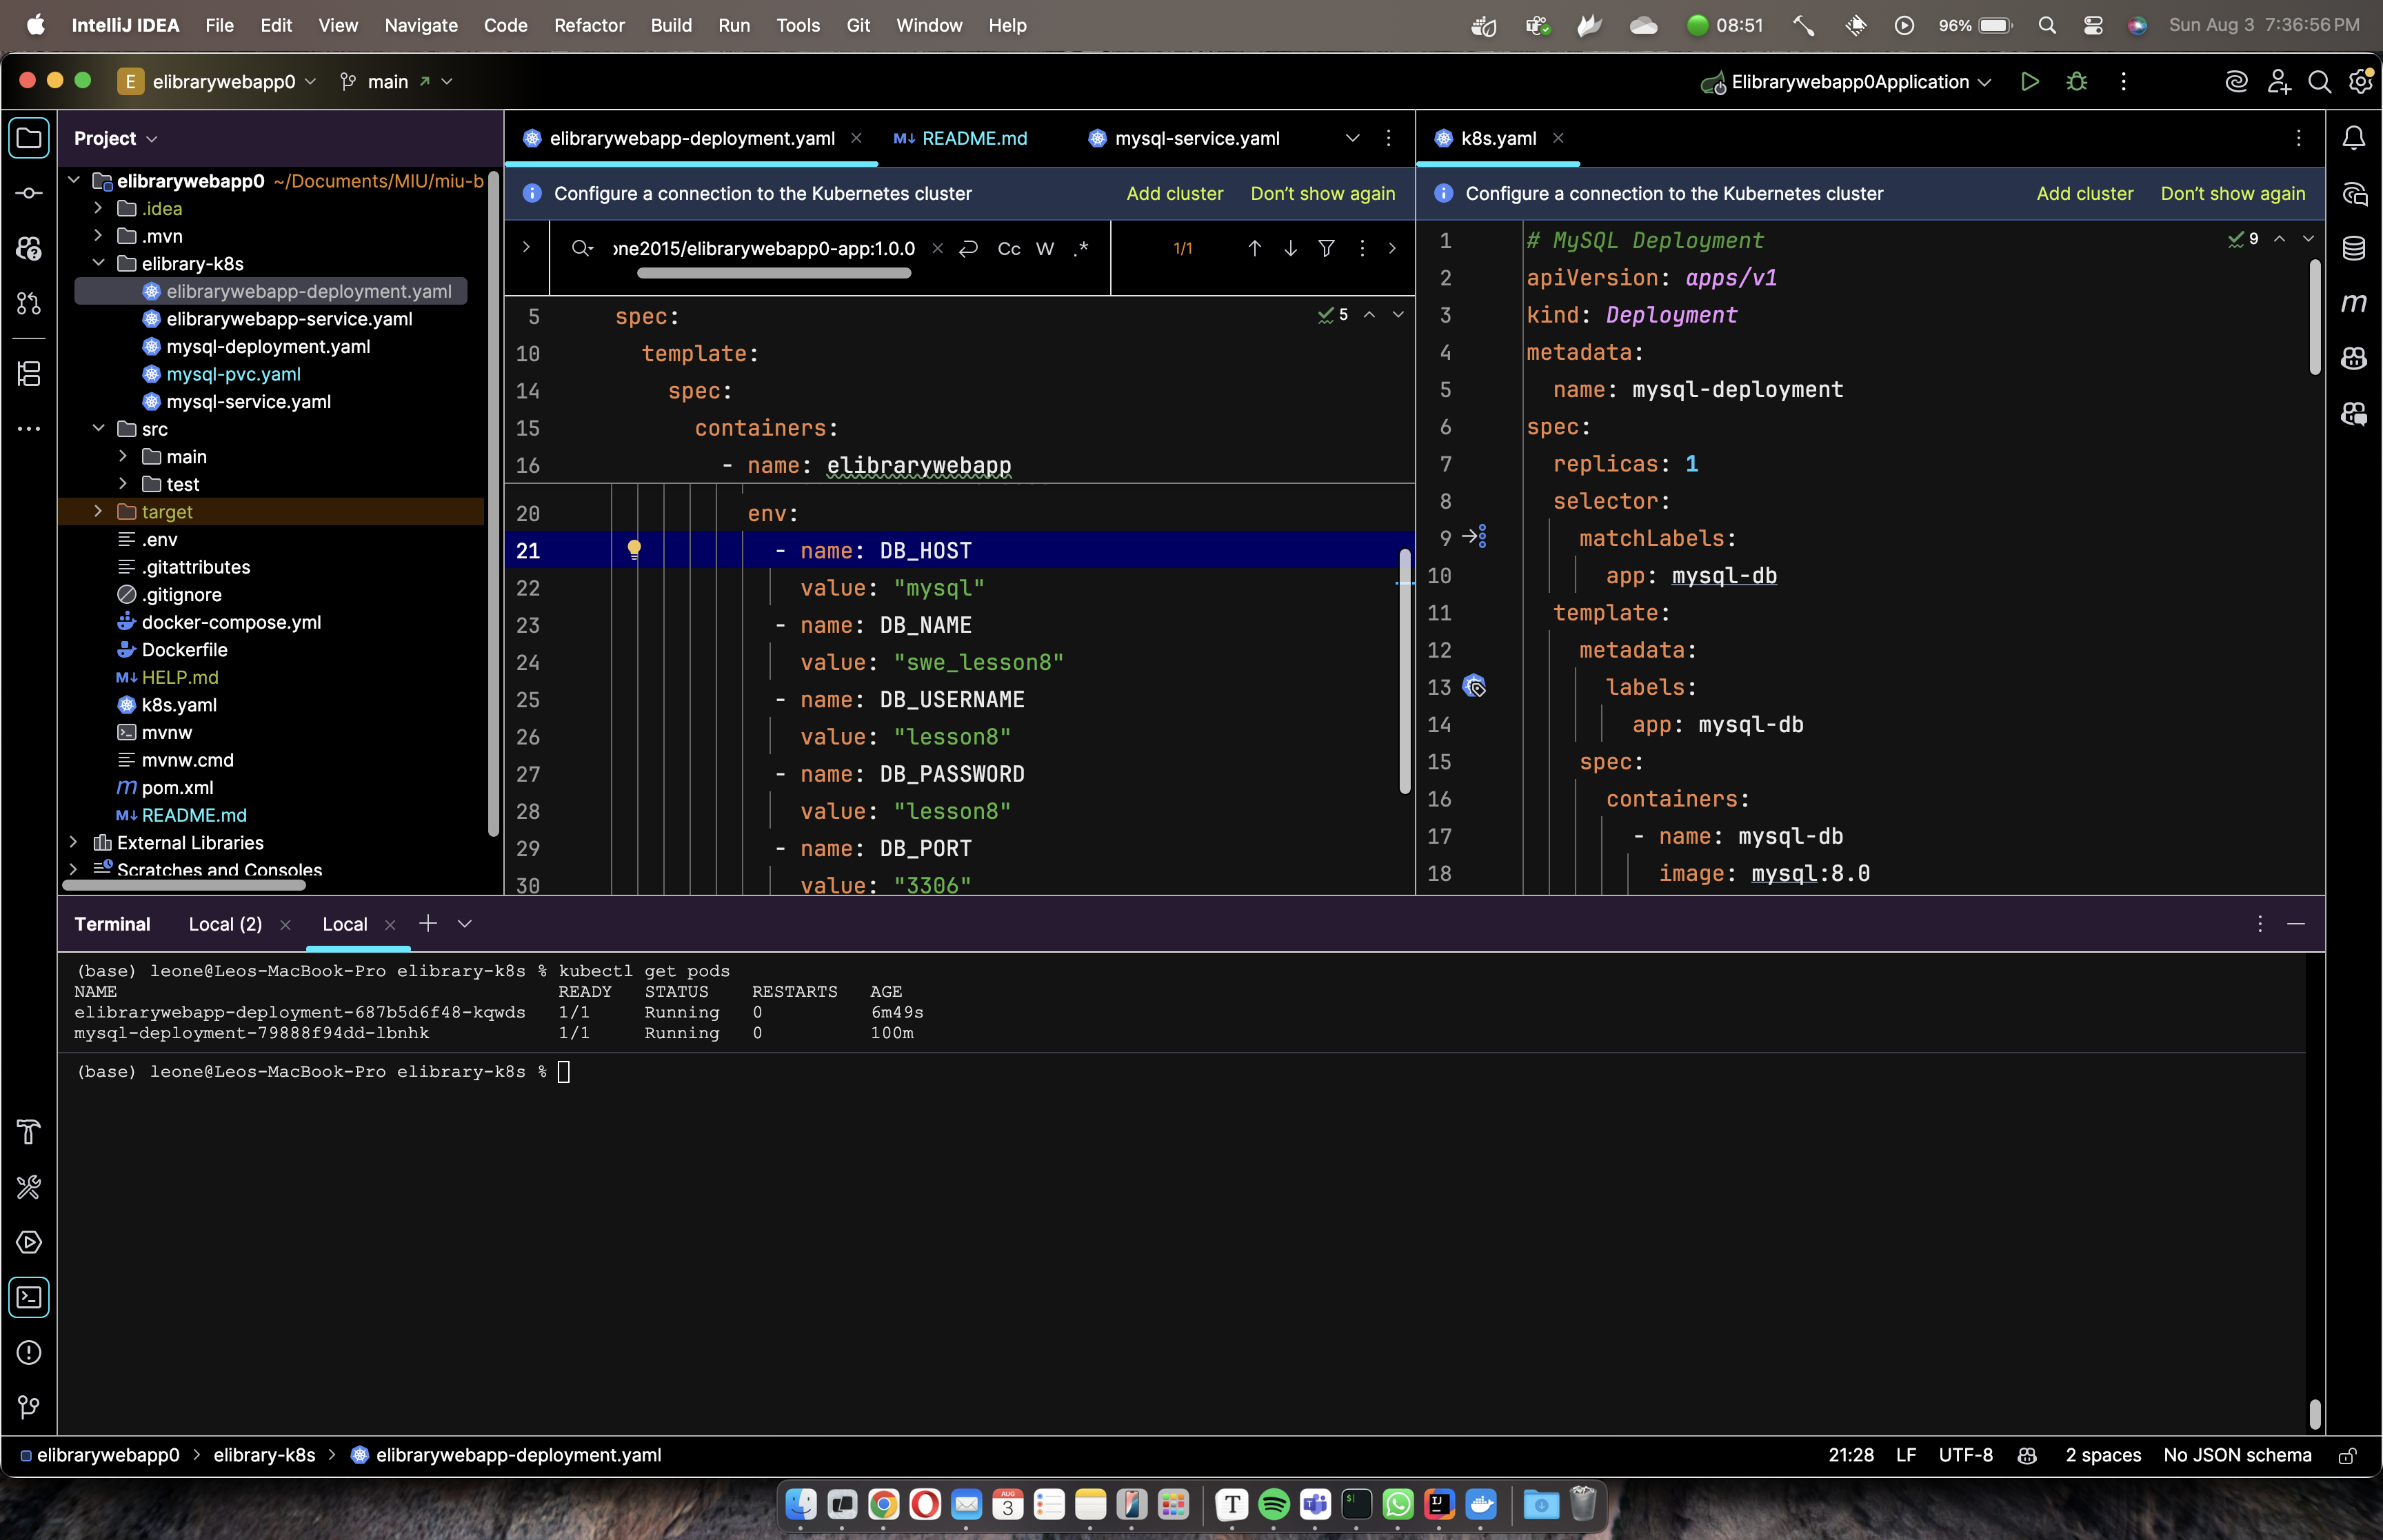 IntelliJ IDEA File Edit View Navigate Code Refactor Build Run Tools Git Window Help 08:51 96% Sun Aug 3 7:36:56 PM
E elibrarywebapp0 main Elibrarywebapp0Application
Project
elibrarywebapp0 ~/Documents/MIU/miu-b
.idea
.mvn
elibrary-k8s
elibrarywebapp-deployment.yaml
elibrarywebapp-service.yaml
mysql-deployment.yaml
mysql-pvc.yaml
mysql-service.yaml
src
main
test
target
.env
.gitattributes
.gitignore
docker-compose.yml
Dockerfile
M↓ HELP.md
k8s.yaml
mvnw
mvnw.cmd
m pom.xml
M↓ README.md
External Libraries
Scratches and Consoles
elibrarywebapp-deployment.yaml M↓ README.md mysql-service.yaml
Configure a connection to the Kubernetes cluster Add cluster Don't show again
one2015/elibrarywebapp0-app:1.0.0 Cc W .* 1/1
5 spec: 5
10 template:
14 spec:
15 containers:
16 - name: elibrarywebapp
20 env:
21 - name: DB_HOST
22 value: "mysql"
23 - name: DB_NAME
24 value: "swe_lesson8"
25 - name: DB_USERNAME
26 value: "lesson8"
27 - name: DB_PASSWORD
28 value: "lesson8"
29 - name: DB_PORT
30 value: "3306"
k8s.yaml
Configure a connection to the Kubernetes cluster Add cluster Don't show again
1 # MySQL Deployment 9
2 apiVersion: apps/v1
3 kind: Deployment
4 metadata:
5 name: mysql-deployment
6 spec:
7 replicas: 1
8 selector:
9 matchLabels:
10 app: mysql-db
11 template:
12 metadata:
13 labels:
14 app: mysql-db
15 spec:
16 containers:
17 - name: mysql-db
18 image: mysql:8.0
m
Terminal Local (2) Local
(base) leone@Leos-MacBook-Pro elibrary-k8s % kubectl get pods
NAME READY STATUS RESTARTS AGE
elibrarywebapp-deployment-687b5d6f48-kqwds 1/1 Running 0 6m49s
mysql-deployment-79888f94dd-lbnhk 1/1 Running 0 100m
(base) leone@Leos-MacBook-Pro elibrary-k8s %
elibrarywebapp0 > elibrary-k8s > elibrarywebapp-deployment.yaml 21:28 LF UTF-8 2 spaces No JSON schema
AUG
3
T
$|
IJ